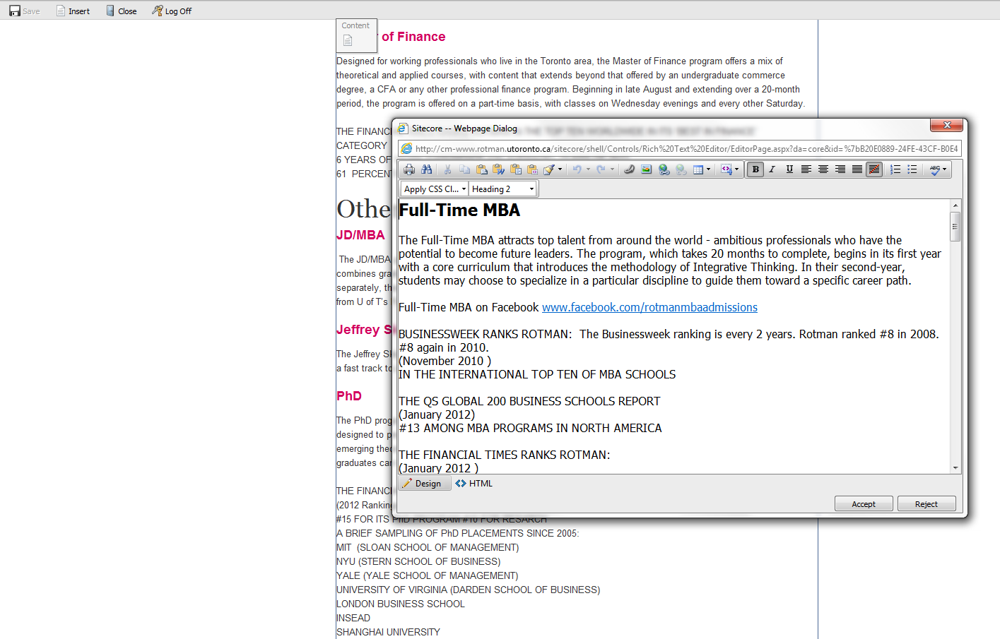 Save Insert Close Log Off
Content
of Finance
Designed for working professionals who live in the Toronto area, the Master of Finance program offers a mix of
theoretical and applied courses, with content that extends beyond that offered by an undergraduate commerce
degree, a CFA or any other professional finance program. Beginning in late August and extending over a 20-month
period, the program is offered on a part-time basis, with classes on Wednesday evenings and every other Saturday.
THE FINANC
CATEGORY
6 YEARS OF
61 PERCENT
Othe
JD/MBA
The JD/MBA
combines gra
separately, th
from U of T's
Jeffrey S
The Jeffrey Sk
a fast track to
PhD
The PhD prog
designed to p
emerging theo
graduates car
THE FINANC
(2012 Ranking
#15 FOR ITS PhD PROGRAM #10 FOR RESARCH
A BRIEF SAMPLING OF PhD PLACEMENTS SINCE 2005:
MIT (SLOAN SCHOOL OF MANAGEMENT)
NYU (STERN SCHOOL OF BUSINESS)
YALE (YALE SCHOOL OF MANAGEMENT)
UNIVERSITY OF VIRGINIA (DARDEN SCHOOL OF BUSINESS)
LONDON BUSINESS SCHOOL
INSEAD
SHANGHAI UNIVERSITY
Sitecore -- Webpage Dialog
http://cm-www.rotman.utoronto.ca/sitecore/shell/Controls/Rich%20Text%20Editor/EditorPage.aspx?da=core&id=%7bB20E0889-24FE-43CF-B0E4
B I U ABC
Apply CSS Cl... Heading 2
Full-Time MBA
The Full-Time MBA attracts top talent from around the world - ambitious professionals who have the
potential to become future leaders. The program, which takes 20 months to complete, begins in its first year
with a core curriculum that introduces the methodology of Integrative Thinking. In their second-year,
students may choose to specialize in a particular discipline to guide them toward a specific career path.
Full-Time MBA on Facebook www.facebook.com/rotmanmbaadmissions
BUSINESSWEEK RANKS ROTMAN:  The Businessweek ranking is every 2 years. Rotman ranked #8 in 2008.
#8 again in 2010.
(November 2010 )
IN THE INTERNATIONAL TOP TEN OF MBA SCHOOLS
THE QS GLOBAL 200 BUSINESS SCHOOLS REPORT
(January 2012)
#13 AMONG MBA PROGRAMS IN NORTH AMERICA
THE FINANCIAL TIMES RANKS ROTMAN:
(January 2012 )
Design HTML
Accept Reject